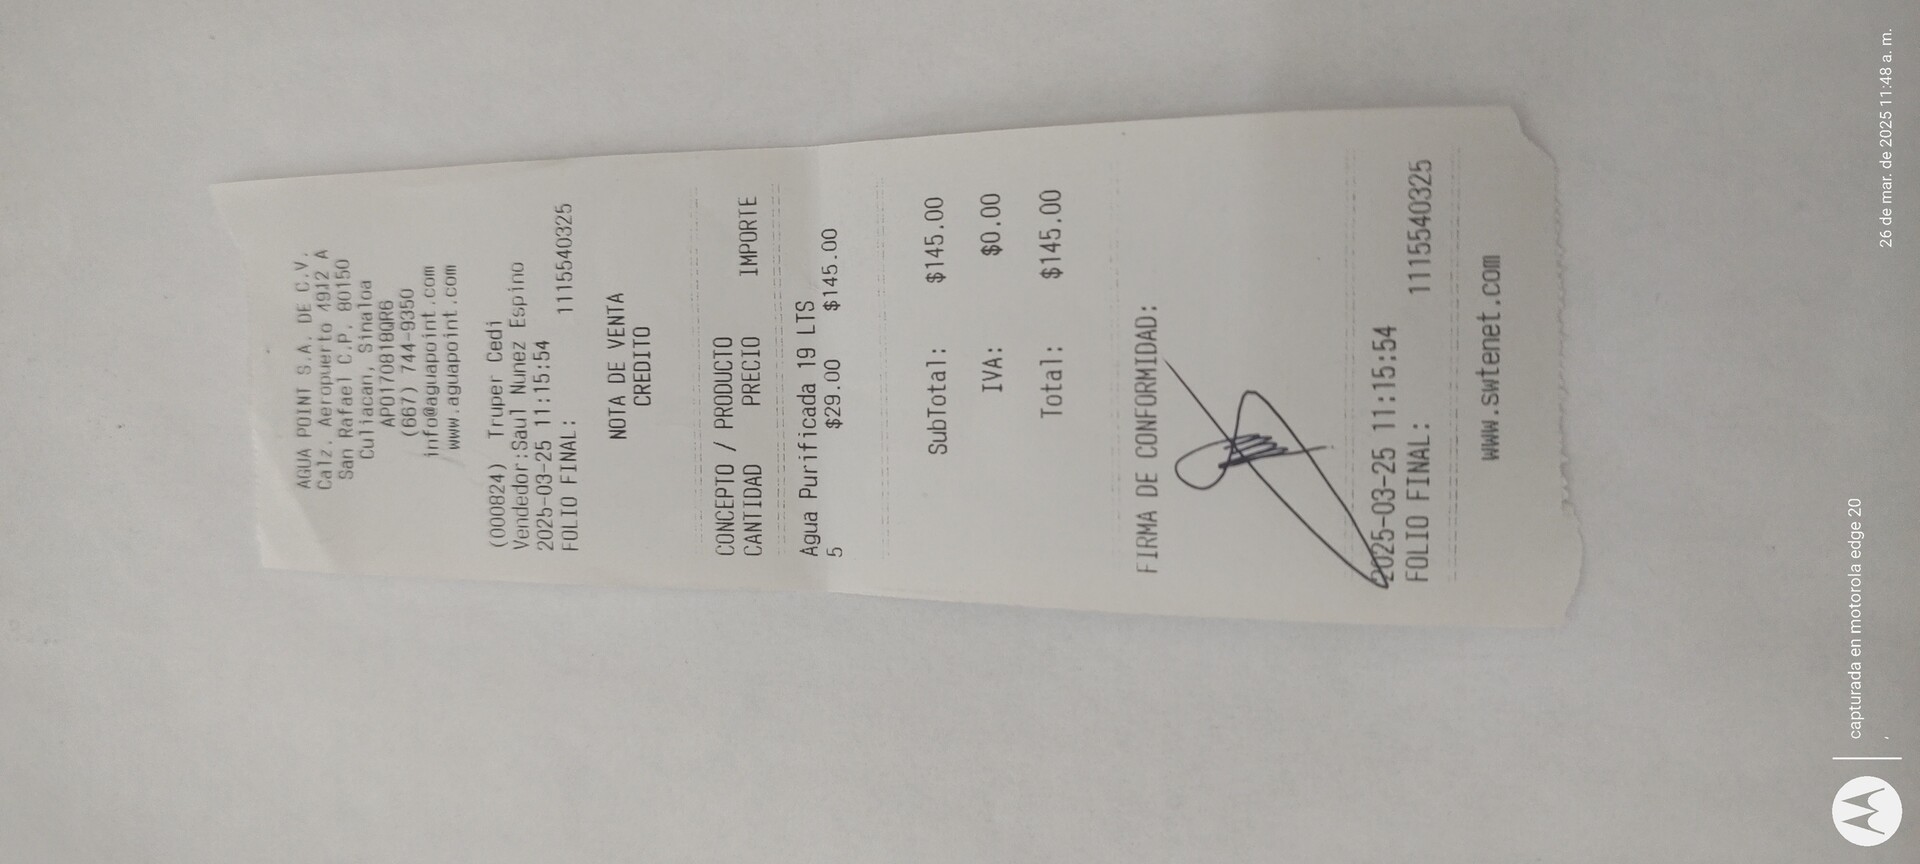 AGUA POINT S.A. DE C.V.
Calz. Aeropuerto 4912 A
San Rafael C.P. 80150
Culiacan, Sinaloa
APO170818QR6
(667) 744-9350
info@aguapoint.com
www.aguapoint.com
(000824) Truper Cedi
Vendedor:Saul Nunez Espino
2025-03-25 11:15:54
FOLIO FINAL: 1115540325
NOTA DE VENTA
CREDITO
CONCEPTO / PRODUCTO
CANTIDAD PRECIO IMPORTE
Agua Purificada 19 LTS
5 $29.00 $145.00
SubTotal: $145.00
IVA: $0.00
Total: $145.00
FIRMA DE CONFORMIDAD:
2025-03-25 11:15:54
FOLIO FINAL: 1115540325
www.swtenet.com
capturada en motorola edge 20
26 de mar. de 2025 11:48 a. m.